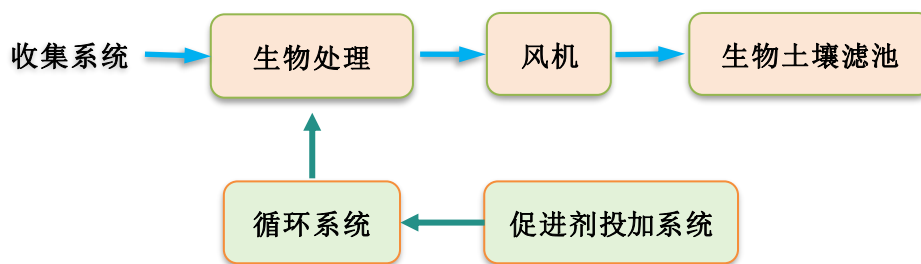 收集系统
生物处理
风机
生物土壤滤池
循环系统
促进剂投加系统